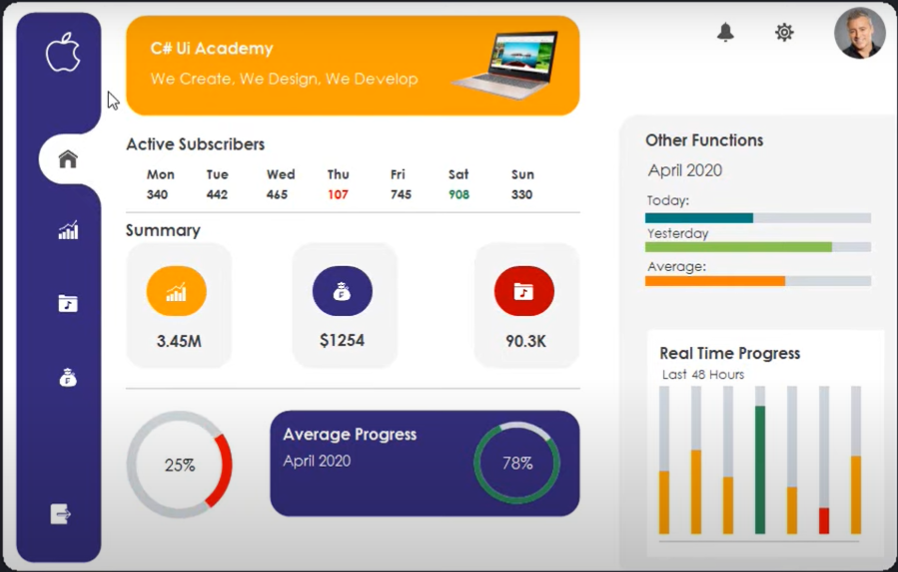 C# Ui Academy
We Create, We Design, We Develop
Active Subscribers
Mon Tue Wed Thu Fri Sat Sun
340 442 465 107 745 908 330
Summary
3.45M $1254 90.3K
25%
Average Progress
April 2020
78%
Other Functions
April 2020
Today:
Yesterday
Average:
Real Time Progress
Last 48 Hours